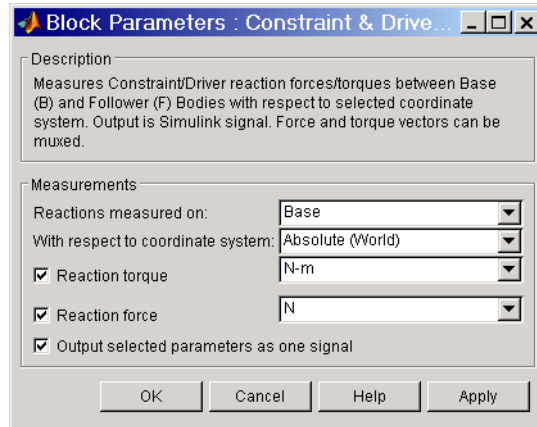 Block Parameters : Constraint & Drive...
Description
Measures Constraint/Driver reaction forces/torques between Base
(B) and Follower (F) Bodies with respect to selected coordinate
system. Output is Simulink signal. Force and torque vectors can be
muxed.
Measurements
Reactions measured on: Base
With respect to coordinate system: Absolute (World)
Reaction torque N-m
Reaction force N
Output selected parameters as one signal
OK Cancel Help Apply